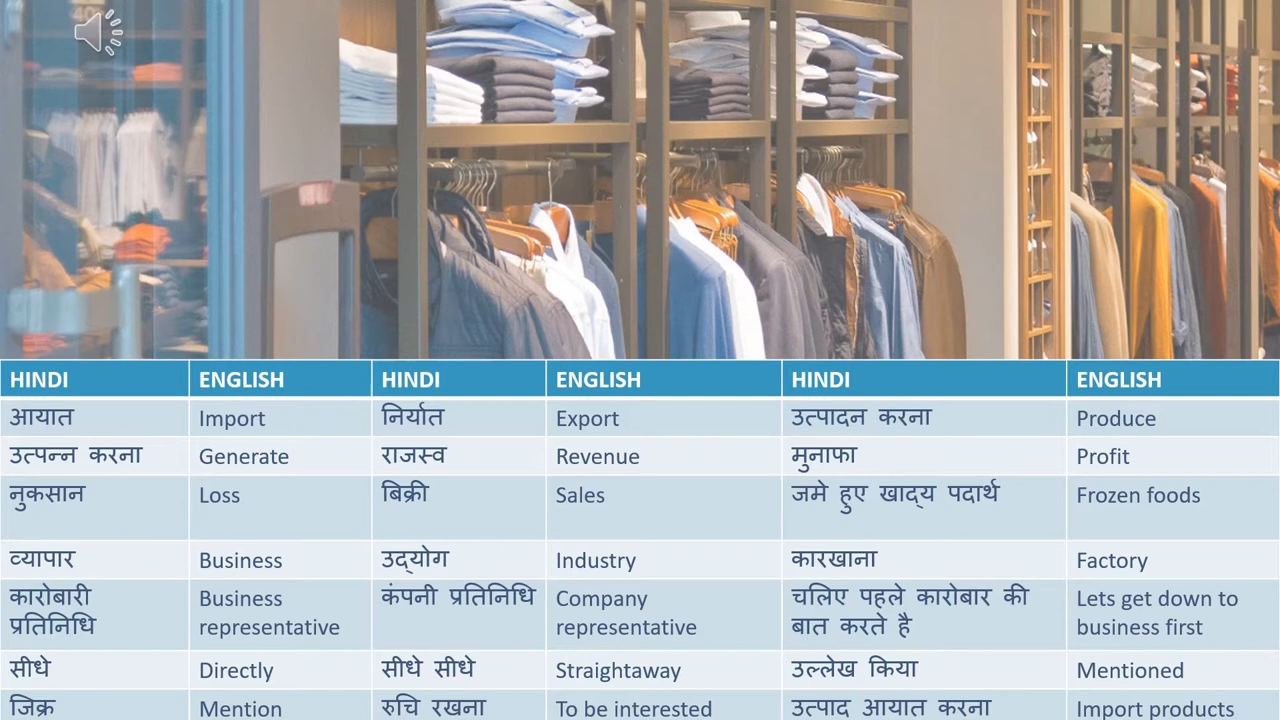 HINDI ENGLISH HINDI ENGLISH HINDI ENGLISH
आयात Import निर्यात Export उत्पादन करना Produce
उत्पन्न करना Generate राजस्व Revenue मुनाफा Profit
नुकसान Loss बिक्री Sales जमे हुए खाद्य पदार्थ Frozen foods
व्यापार Business उद्योग Industry कारखाना Factory
कारोबारी Business कंपनी प्रतिनिधि Company चलिए पहले कारोबार की Lets get down to
प्रतिनिधि representative representative बात करते है business first
सीधे Directly सीधे सीधे Straightaway उल्लेख किया Mentioned
जिक्र Mention रुचि रखना To be interested उत्पाद आयात करना Import products